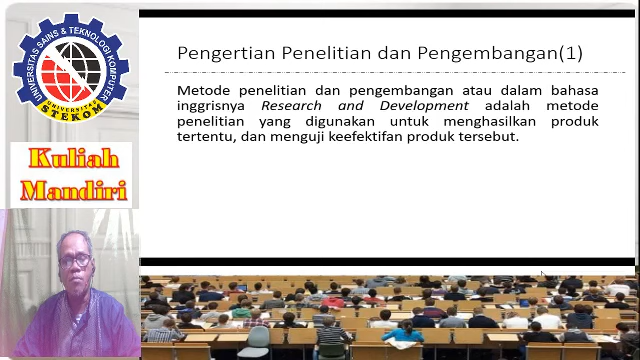 UNIVERSITAS SAINS & TEKNOLOGI KOMPUTER
UNIVERSITAS
STEKOM
Kuliah
Mandiri
Pengertian Penelitian dan Pengembangan(1)
Metode penelitian dan pengembangan atau dalam bahasa
inggrisnya Research and Development adalah metode
penelitian yang digunakan untuk menghasilkan produk
tertentu, dan menguji keefektifan produk tersebut.